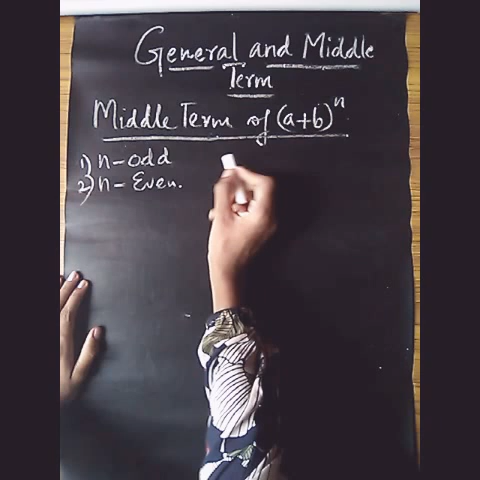 General and Middle
Term
Middle Term of (a+b)^n
1) n-odd
2) n-Even.